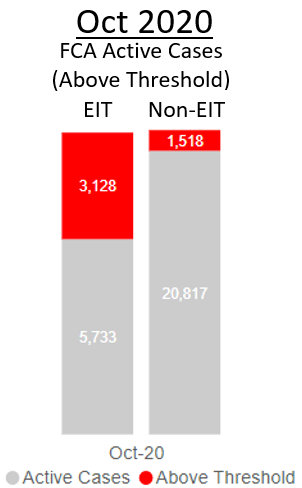 Oct 2020
FCA Active Cases
(Above Threshold)
EIT Non-EIT
3,128
1,518
5,733
20,817
Oct-20
Active Cases Above Threshold